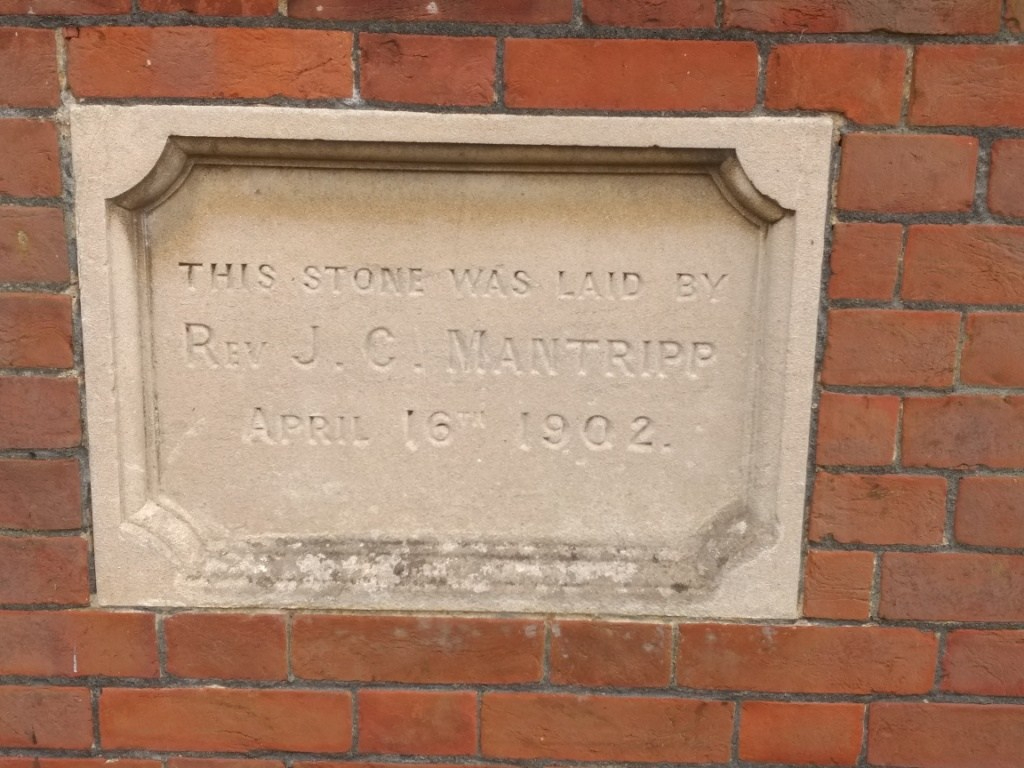 THIS STONE WAS LAID BY
REV J. C. MANTRIPP
APRIL 16TH 1902.